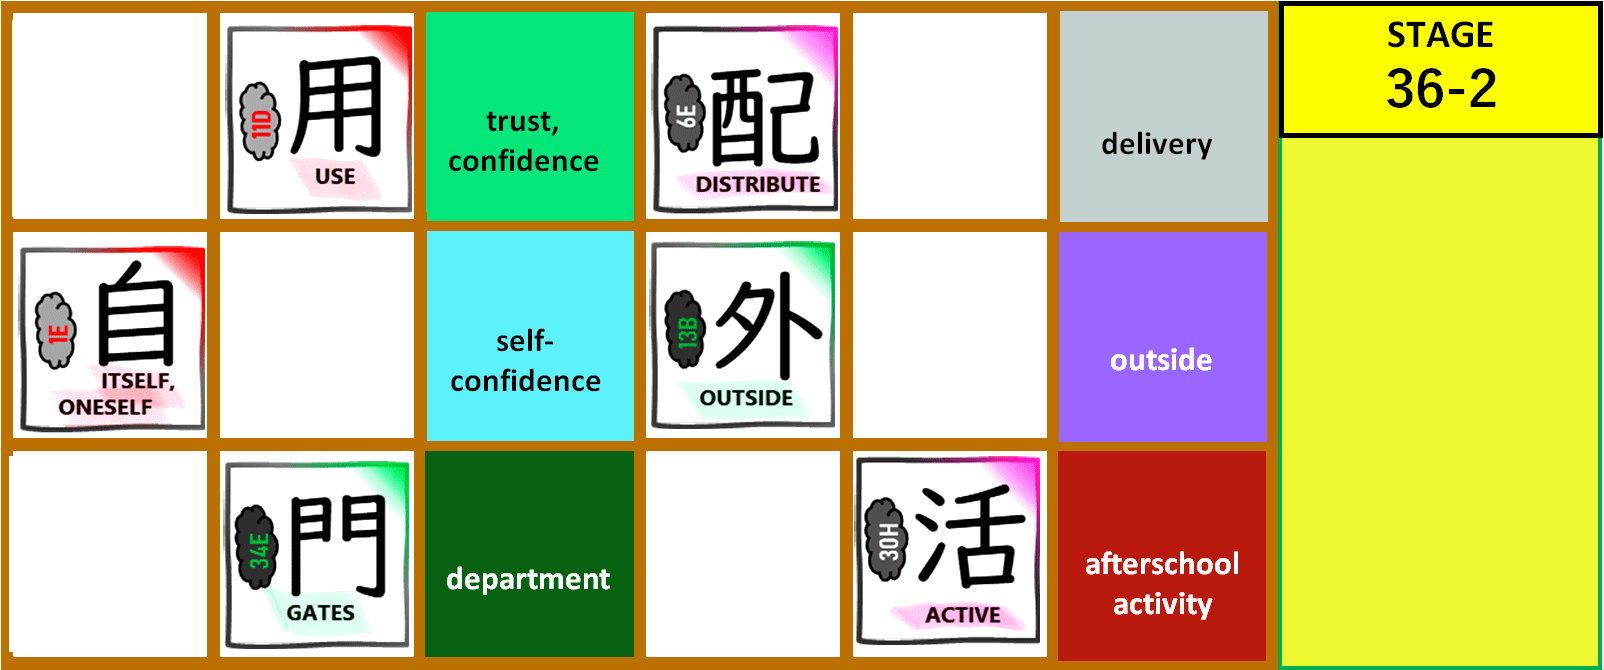 11D
用
USE
trust,
confidence
6E
配
DISTRIBUTE
delivery
STAGE
36-2
1E
自
ITSELF,
ONESELF
self-
confidence
13B
外
OUTSIDE
outside
34E
門
GATES
department
30H
活
ACTIVE
afterschool
activity